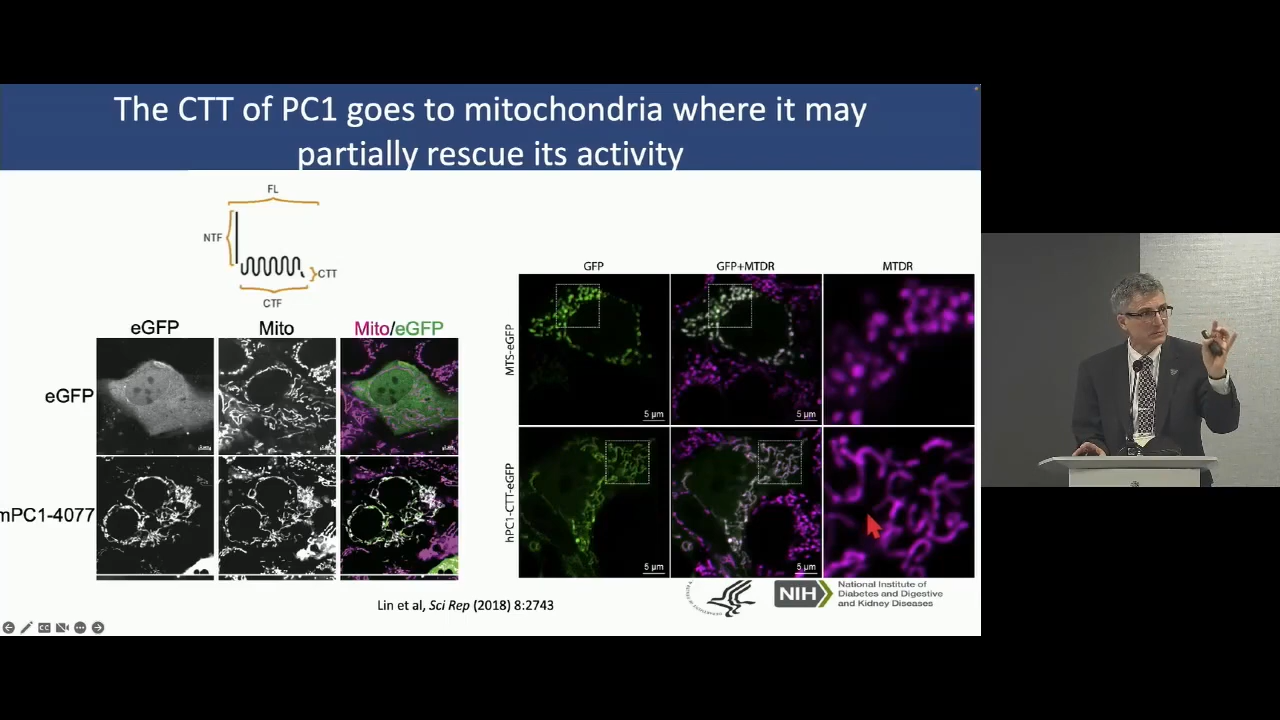 The CTT of PC1 goes to mitochondria where it may
partially rescue its activity
FL
NTF
CTT
CTF
eGFP
Mito
Mito/eGFP
eGFP
mPC1-4077
GFP
GFP+MTDR
MTDR
MTS-eGFP
5 µm
5 µm
hPC1-CTT-eGFP
5 µm
5 µm
Lin et al, Sci Rep (2018) 8:2743
NIH
National Institute of
Diabetes and Digestive
and Kidney Diseases
CC